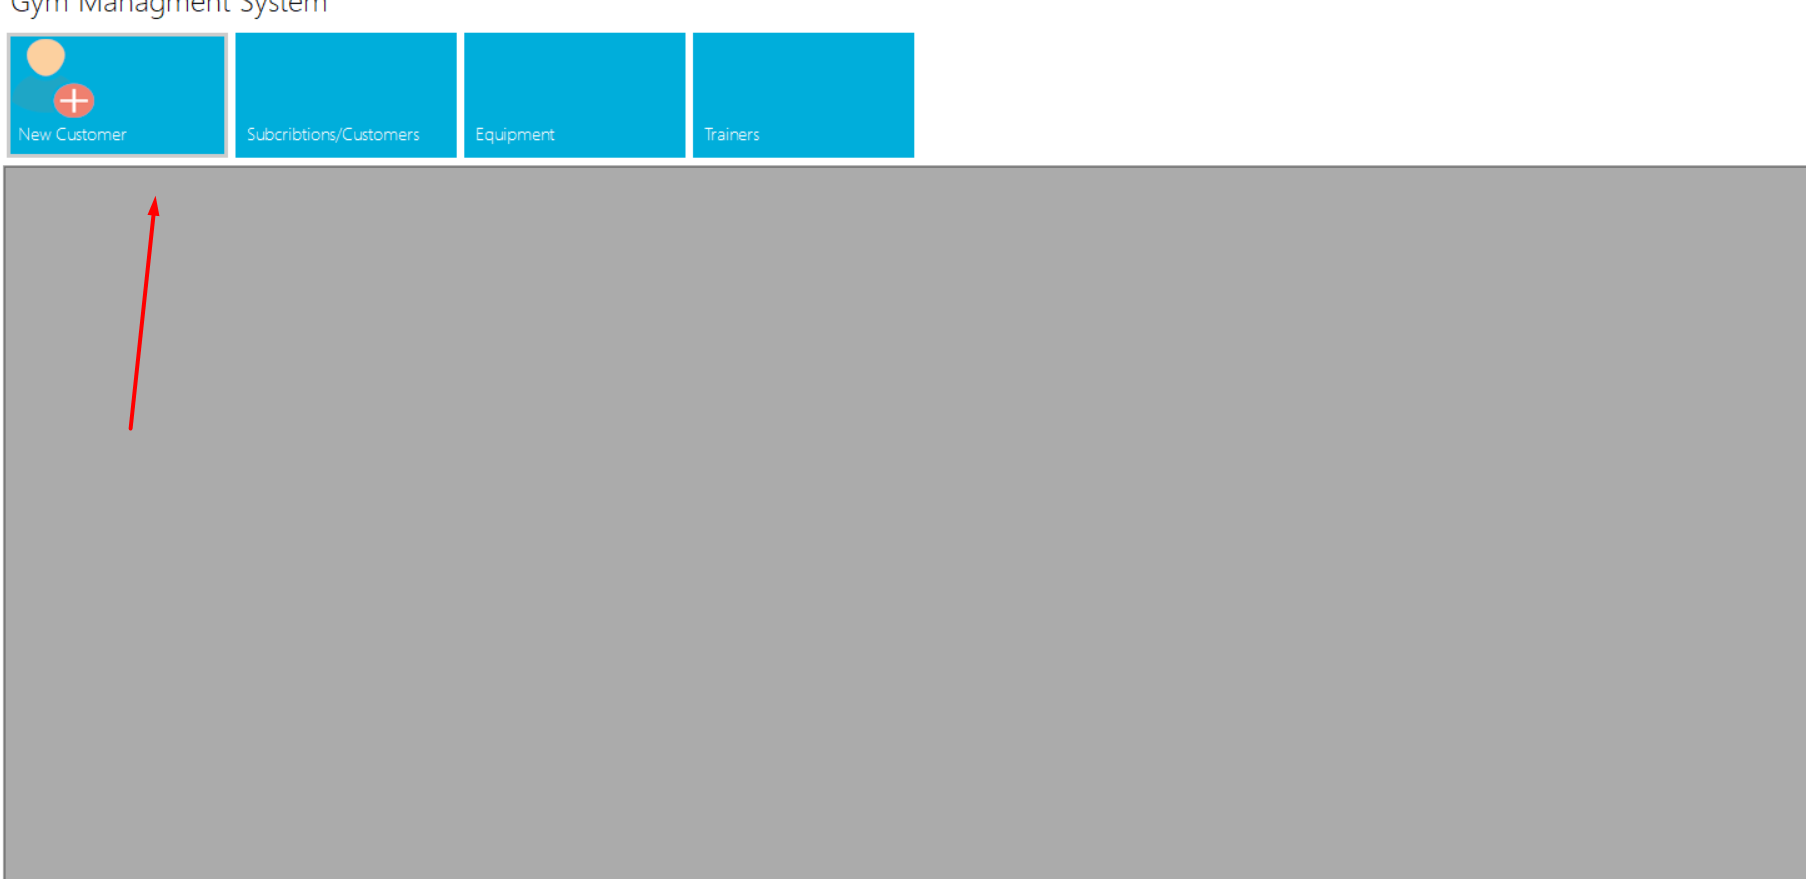 Gym Managment System
New Customer
Subcribtions/Customers
Equipment
Trainers